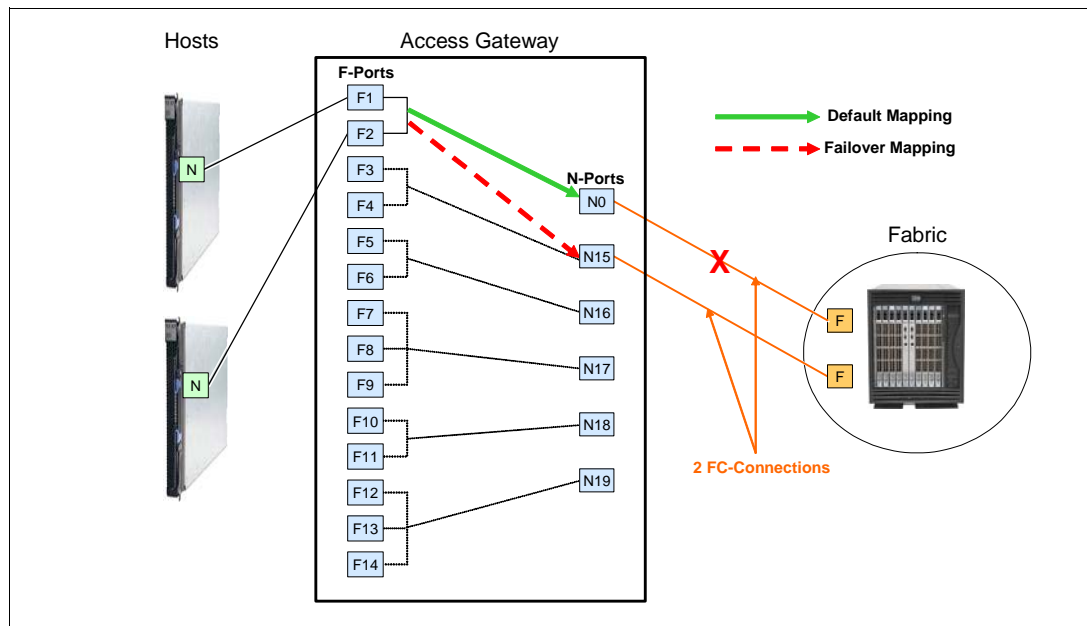 Hosts
Access Gateway
F-Ports
F1
F2
F3
F4
F5
F6
F7
F8
F9
F10
F11
F12
F13
F14
N
N
N-Ports
N0
N15
N16
N17
N18
N19
Default Mapping
Failover Mapping
X
Fabric
F
F
2 FC-Connections